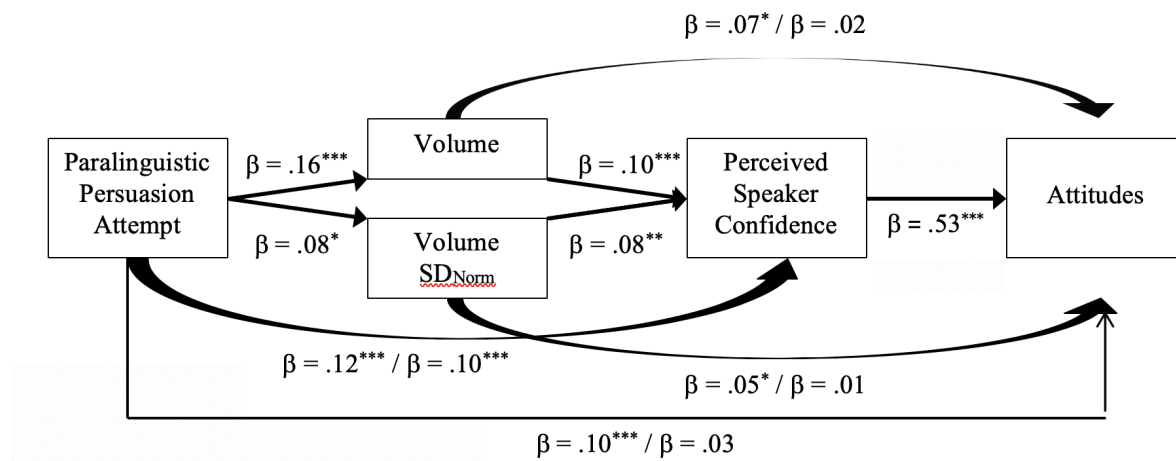 β = .07* / β = .02
Paralinguistic
Persuasion
Attempt
β = .16***
β = .08*
Volume
Volume
SDNorm
β = .10***
β = .08**
Perceived
Speaker
Confidence
β = .53***
Attitudes
β = .12*** / β = .10***
β = .05* / β = .01
β = .10*** / β = .03